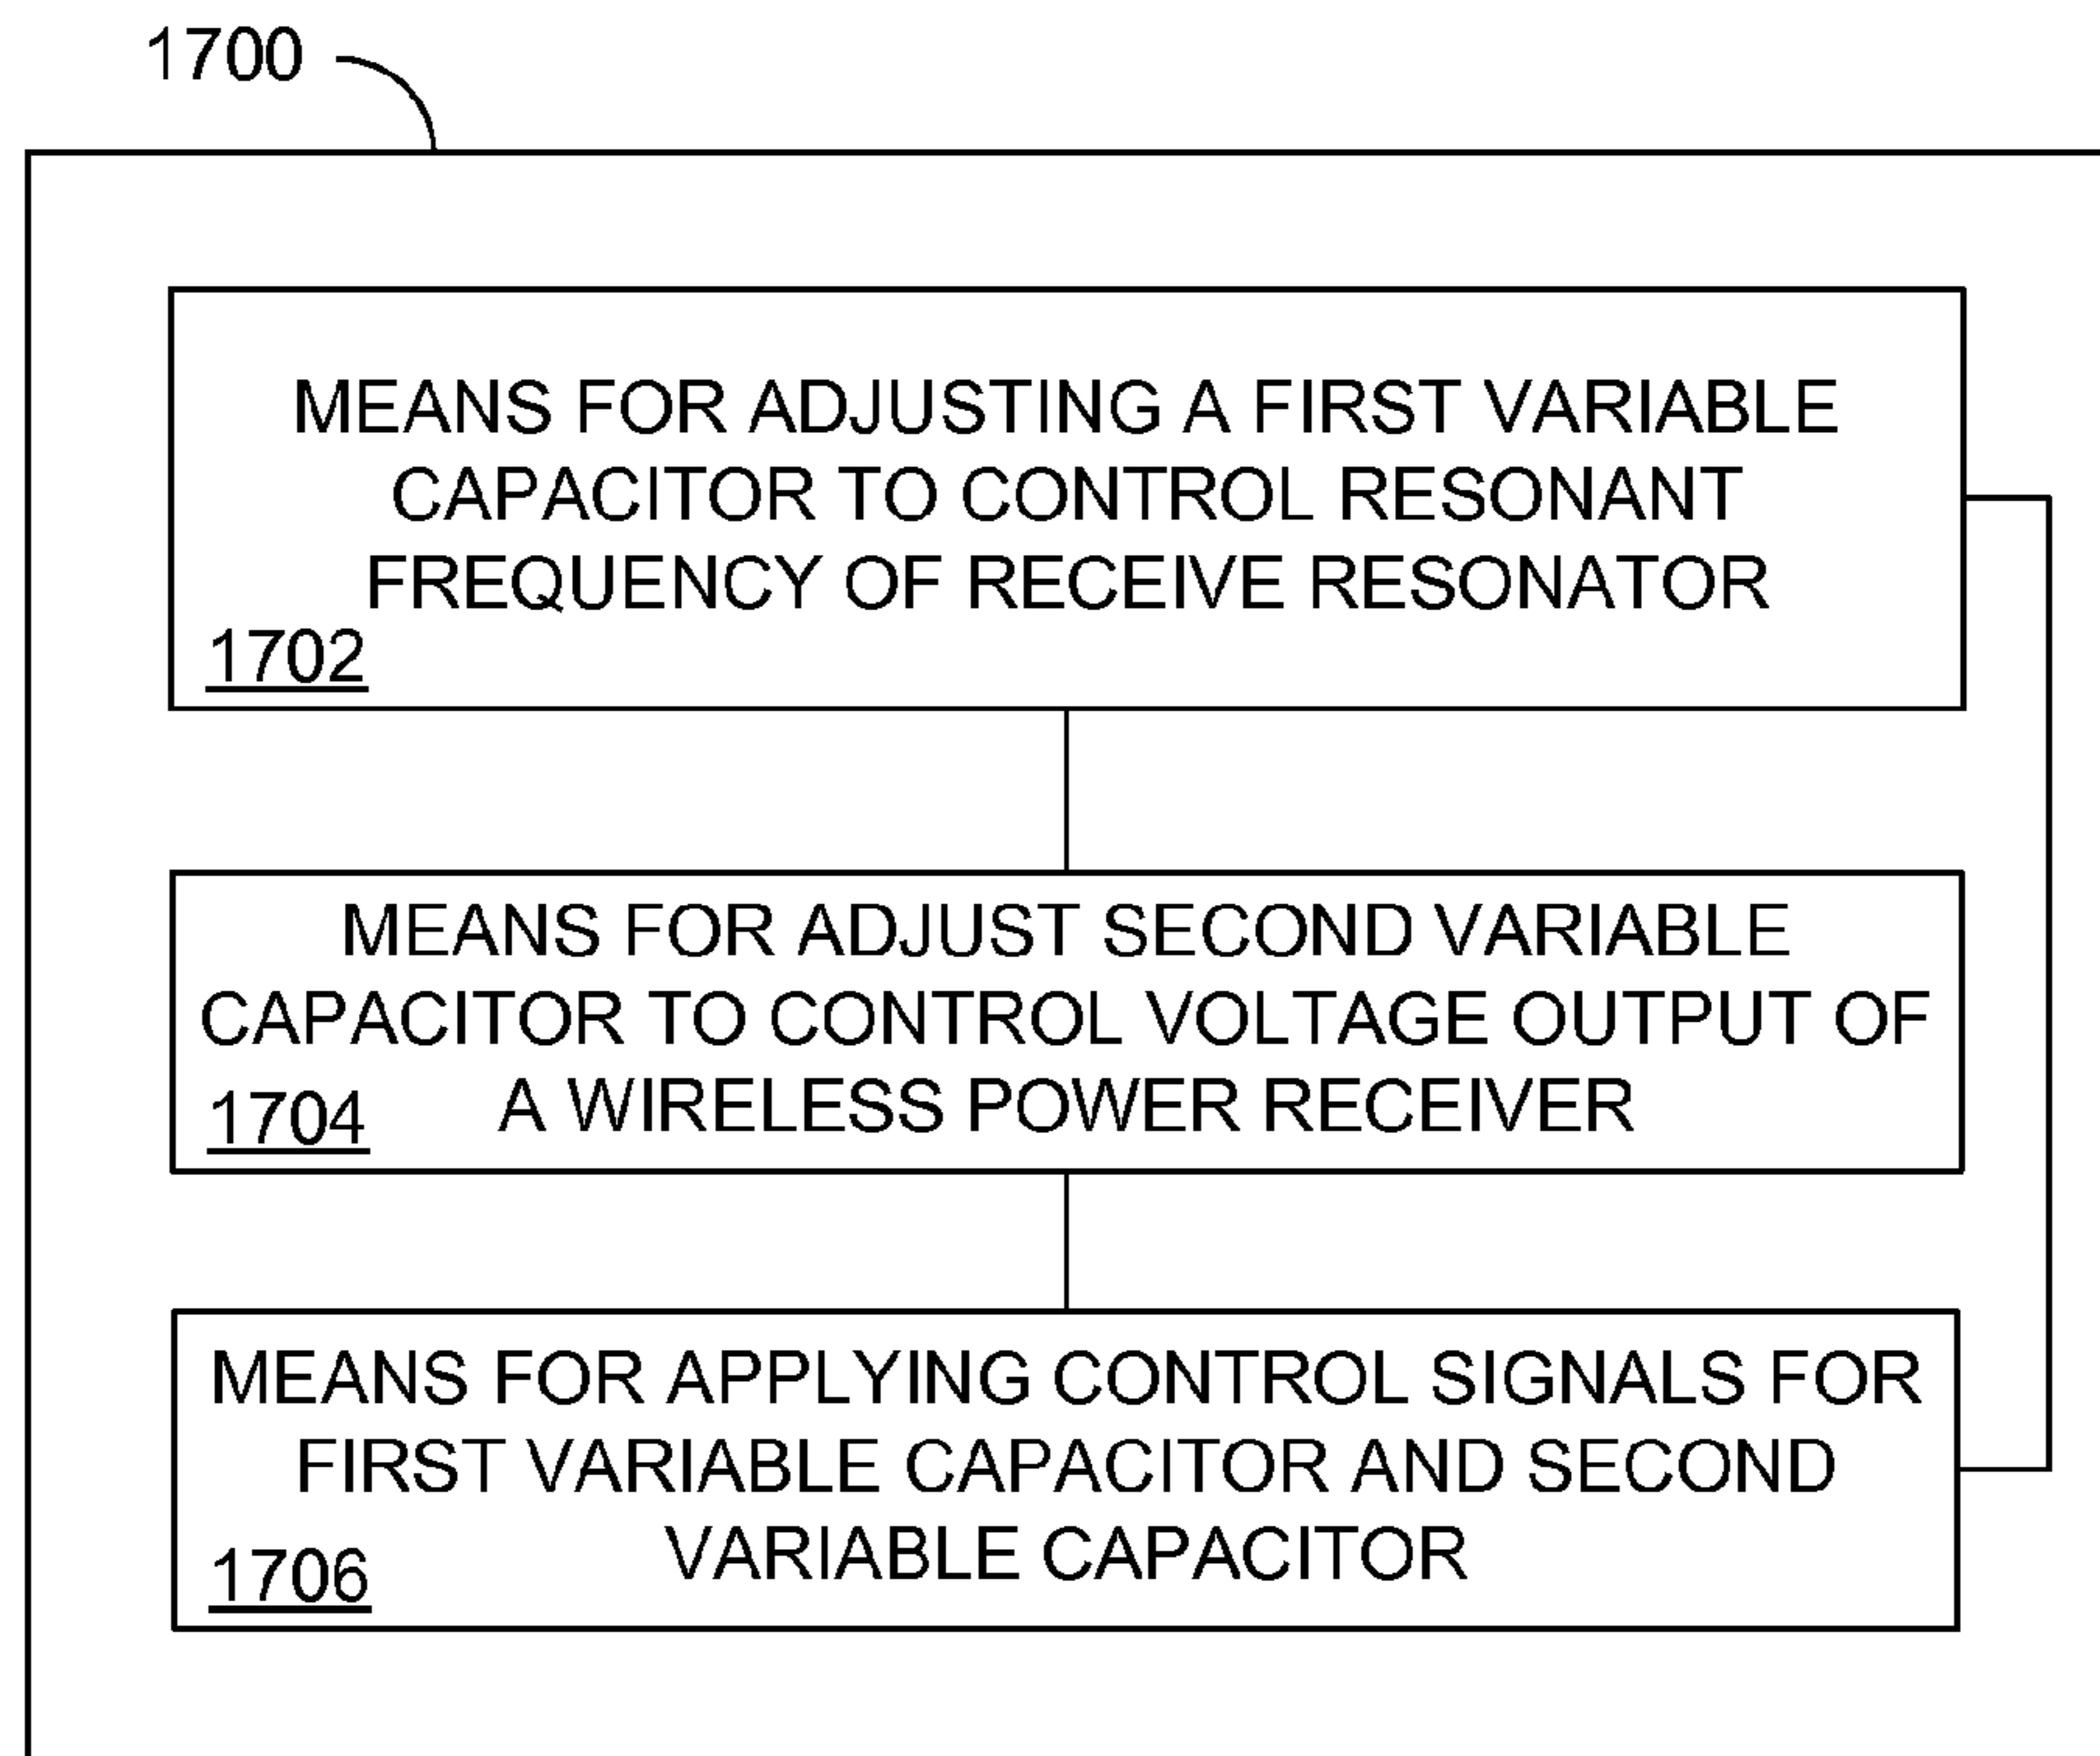 1700
MEANS FOR ADJUSTING A FIRST VARIABLE
CAPACITOR TO CONTROL RESONANT
FREQUENCY OF RECEIVE RESONATOR
1702
MEANS FOR ADJUST SECOND VARIABLE
CAPACITOR TO CONTROL VOLTAGE OUTPUT OF
A WIRELESS POWER RECEIVER
1704
MEANS FOR APPLYING CONTROL SIGNALS FOR
FIRST VARIABLE CAPACITOR AND SECOND
VARIABLE CAPACITOR
1706